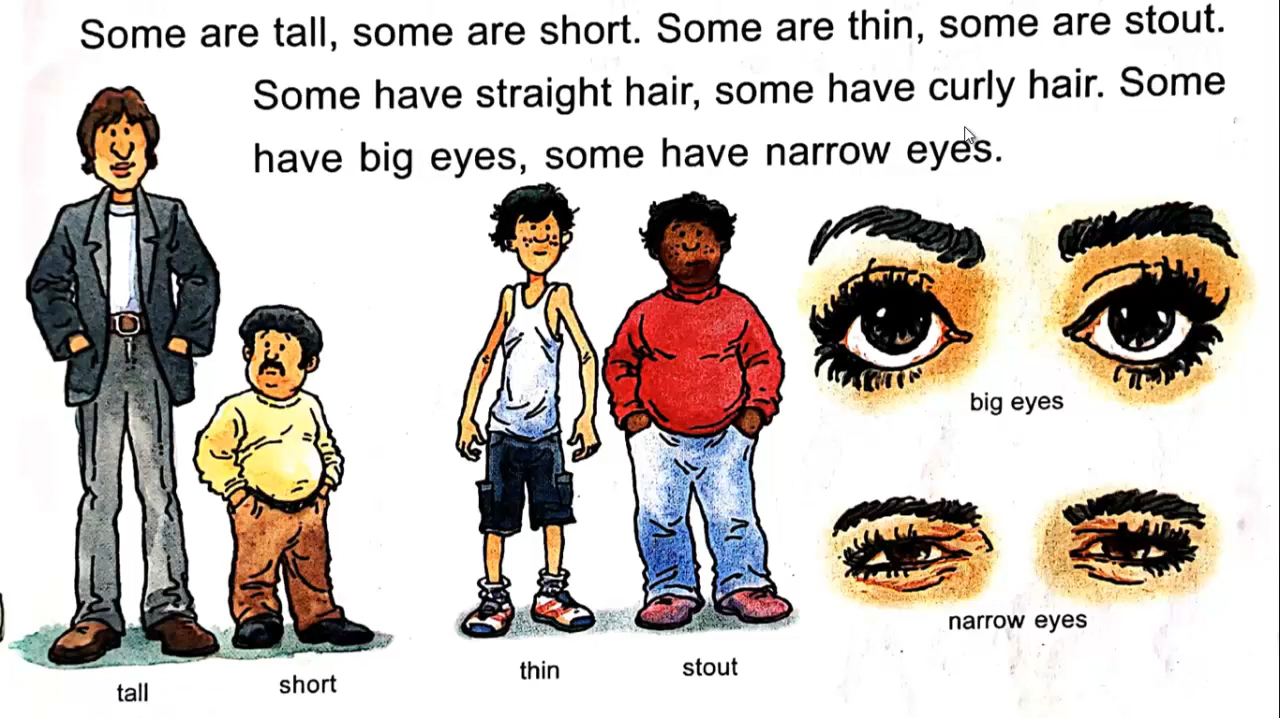 Some are tall, some are short. Some are thin, some are stout.
Some have straight hair, some have curly hair. Some
have big eyes, some have narrow eyes.
big eyes
narrow eyes
tall
short
thin
stout